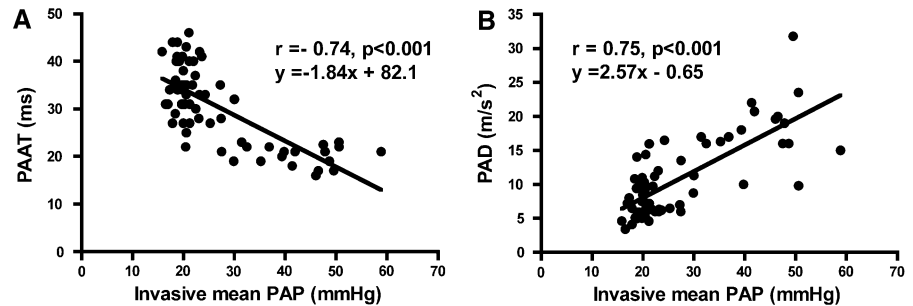 A
50
40
30
20
10
0
PAAT (ms)
r =- 0.74, p<0.001
y =-1.84x + 82.1
0 10 20 30 40 50 60 70
Invasive mean PAP (mmHg)
B
35
30
25
20
15
10
5
0
PAD (m/s²)
r = 0.75, p<0.001
y =2.57x - 0.65
0 10 20 30 40 50 60 70
Invasive mean PAP (mmHg)